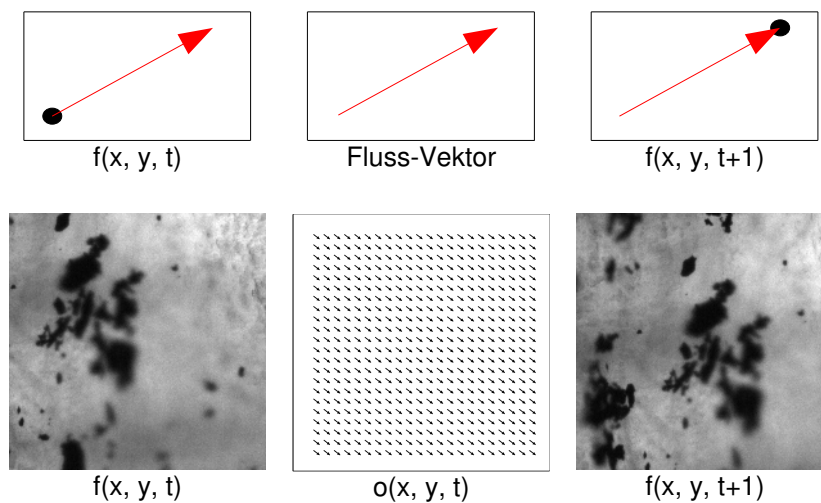 f(x, y, t)
Fluss-Vektor
f(x, y, t+1)
f(x, y, t)
o(x, y, t)
f(x, y, t+1)